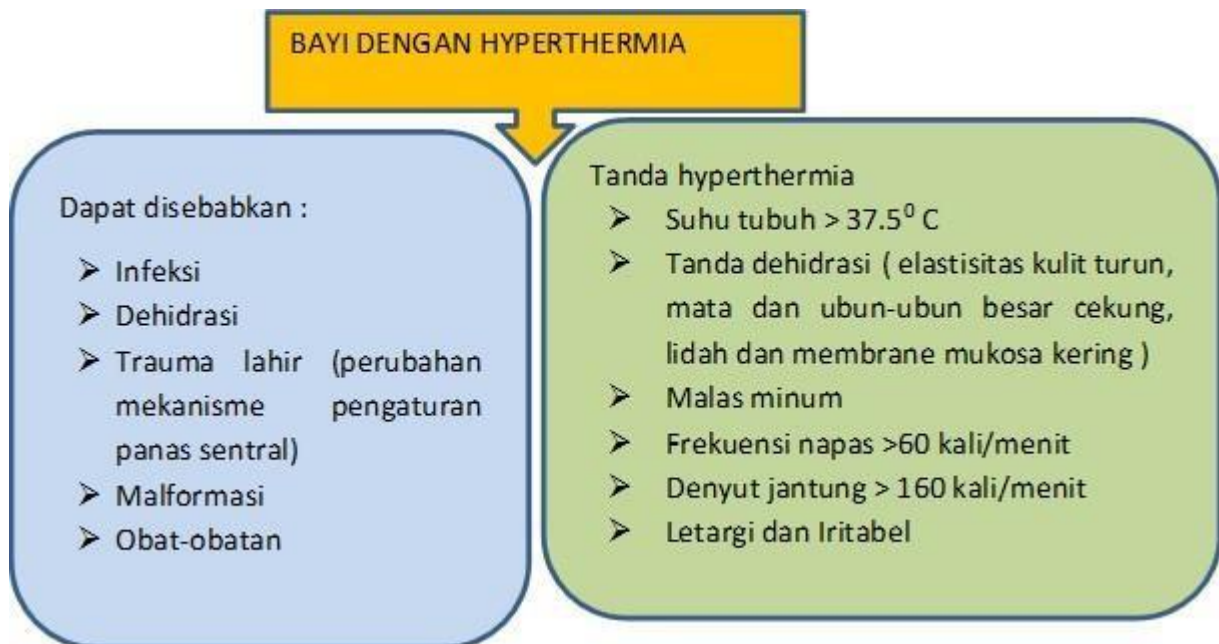 BAYI DENGAN HYPERTHERMIA
Dapat disebabkan :
➢ Infeksi
➢ Dehidrasi
➢ Trauma lahir (perubahan
mekanisme pengaturan
panas sentral)
➢ Malformasi
➢ Obat-obatan
Tanda hyperthermia
➢ Suhu tubuh > 37.5⁰ C
➢ Tanda dehidrasi ( elastisitas kulit turun,
mata dan ubun-ubun besar cekung,
lidah dan membrane mukosa kering )
➢ Malas minum
➢ Frekuensi napas >60 kali/menit
➢ Denyut jantung > 160 kali/menit
➢ Letargi dan Iritabel